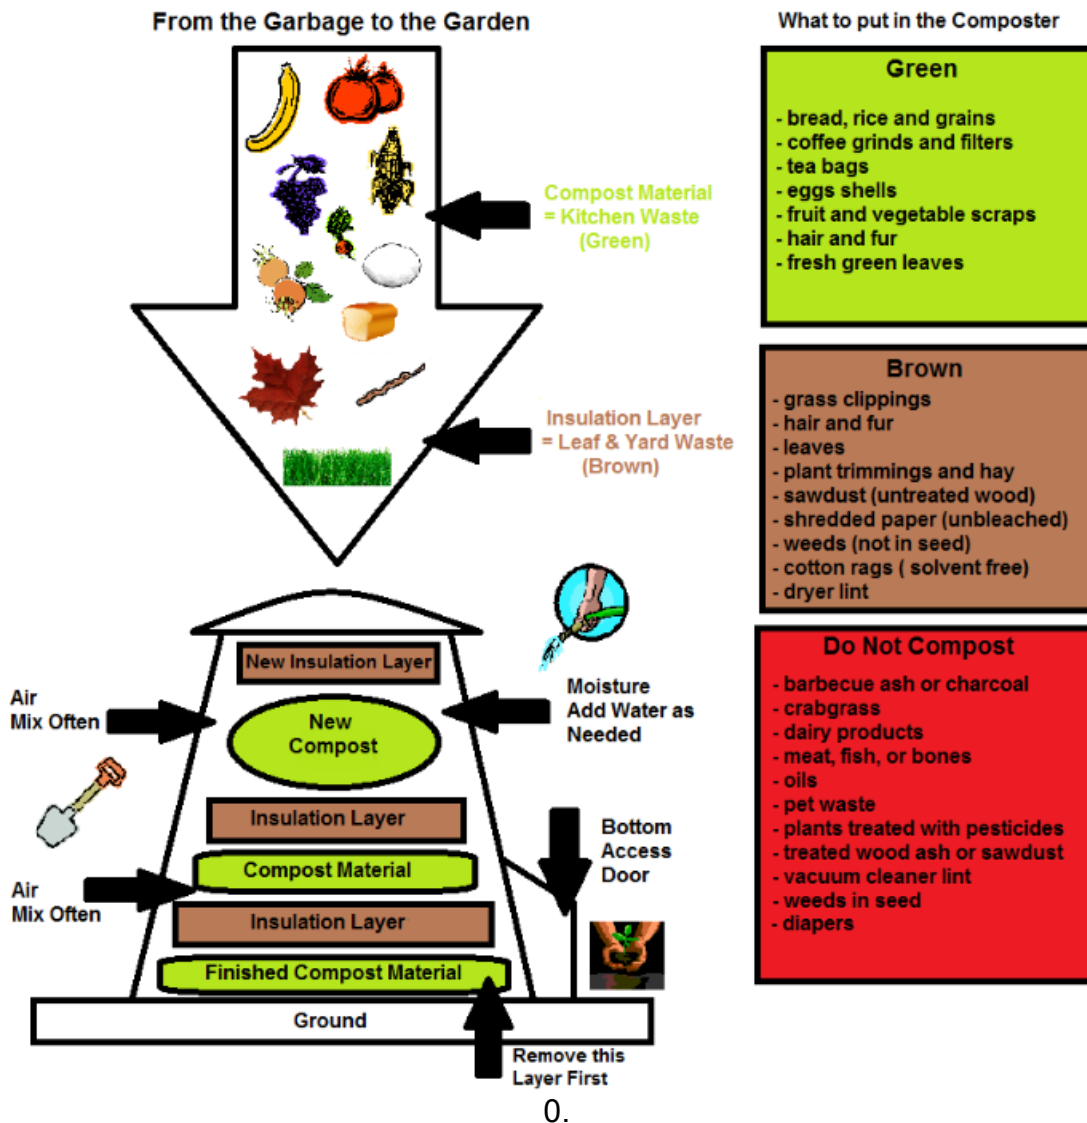 From the Garbage to the Garden
Compost Material
= Kitchen Waste
(Green)
Insulation Layer
= Leaf & Yard Waste
(Brown)
New Insulation Layer
Air
Mix Often
New
Compost
Moisture
Add Water as
Needed
Insulation Layer
Bottom
Access
Door
Compost Material
Air
Mix Often
Insulation Layer
Finished Compost Material
Ground
Remove this
Layer First
What to put in the Composter
Green
- bread, rice and grains
- coffee grinds and filters
- tea bags
- eggs shells
- fruit and vegetable scraps
- hair and fur
- fresh green leaves
Brown
- grass clippings
- hair and fur
- leaves
- plant trimmings and hay
- sawdust (untreated wood)
- shredded paper (unbleached)
- weeds (not in seed)
- cotton rags ( solvent free)
- dryer lint
Do Not Compost
- barbecue ash or charcoal
- crabgrass
- dairy products
- meat, fish, or bones
- oils
- pet waste
- plants treated with pesticides
- treated wood ash or sawdust
- vacuum cleaner lint
- weeds in seed
- diapers
0.